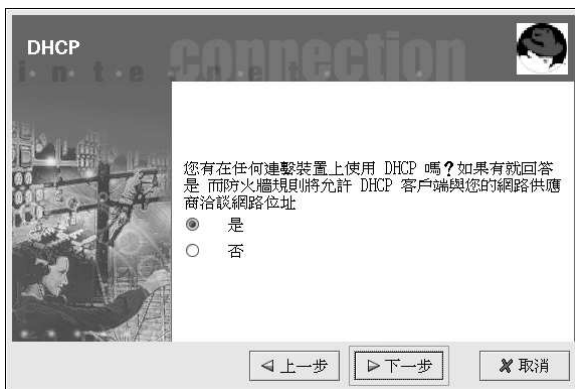 DHCP
connection
internet
您有在任何連繫裝置上使用 DHCP 嗎?如果有就回答
是 而防火牆規則將允許 DHCP 客戶端與您的網路供應
商洽談網路位址
是
否
上一步
下一步
取消